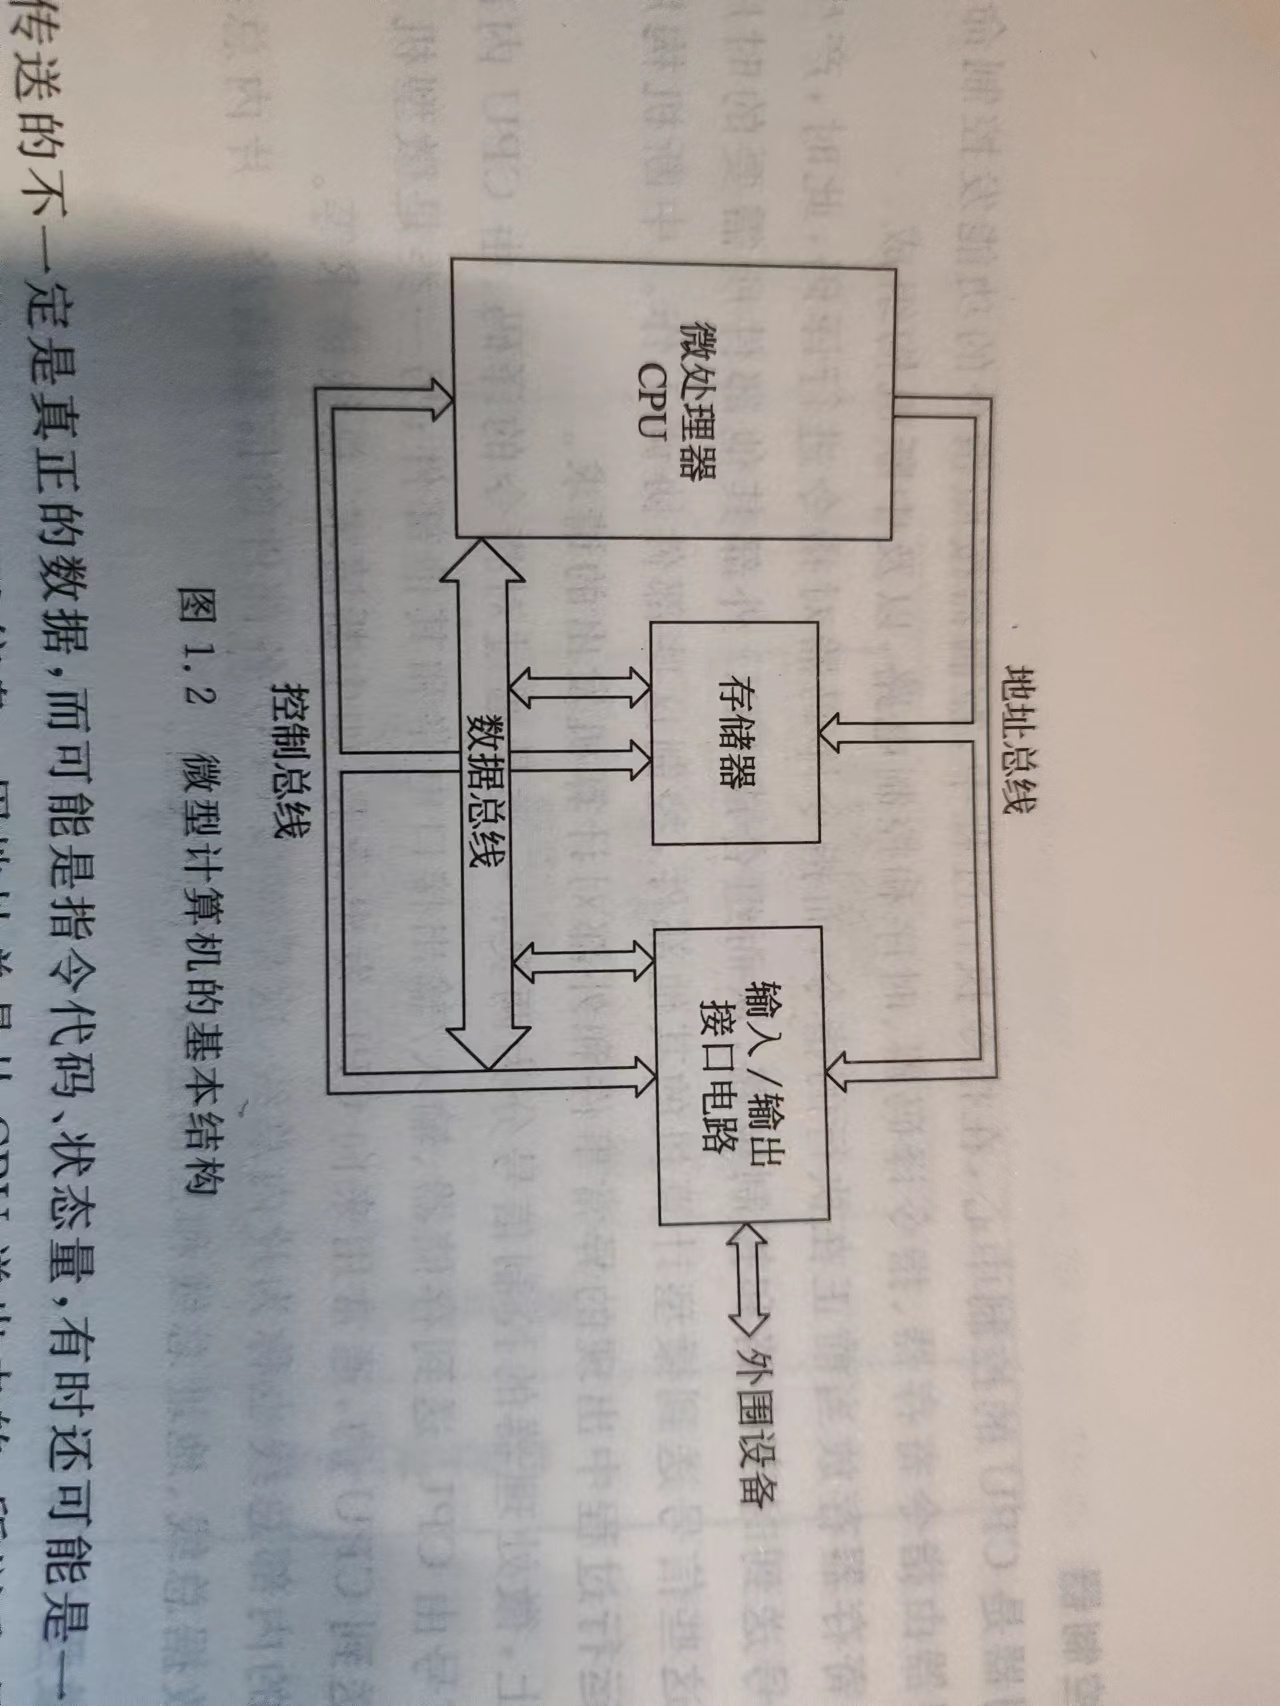 地址总线
微处理器
CPU
存储器
输入/输出
接口电路
外围设备
数据总线
控制总线
图1.2 微型计算机的基本结构
传送的不一定是真正的数据,而可能是指令代码、状态量,有时还可能是一